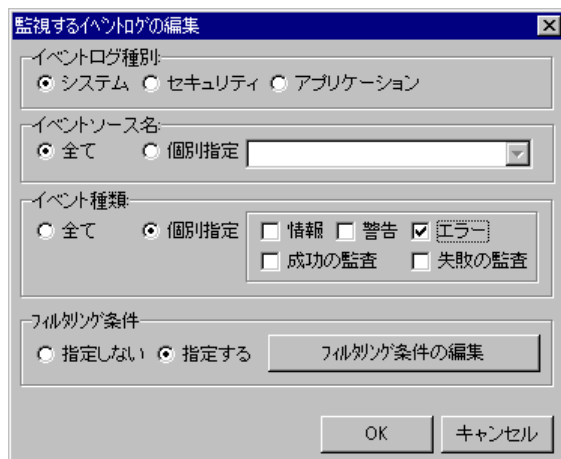 監視するイベントログの編集
イベントログ種別:
システム セキュリティ アプリケーション
イベントソース名:
全て 個別指定
イベント種類:
全て 個別指定 情報 警告 エラー
成功の監査 失敗の監査
フィルタリング条件
指定しない 指定する フィルタリング条件の編集
OK キャンセル